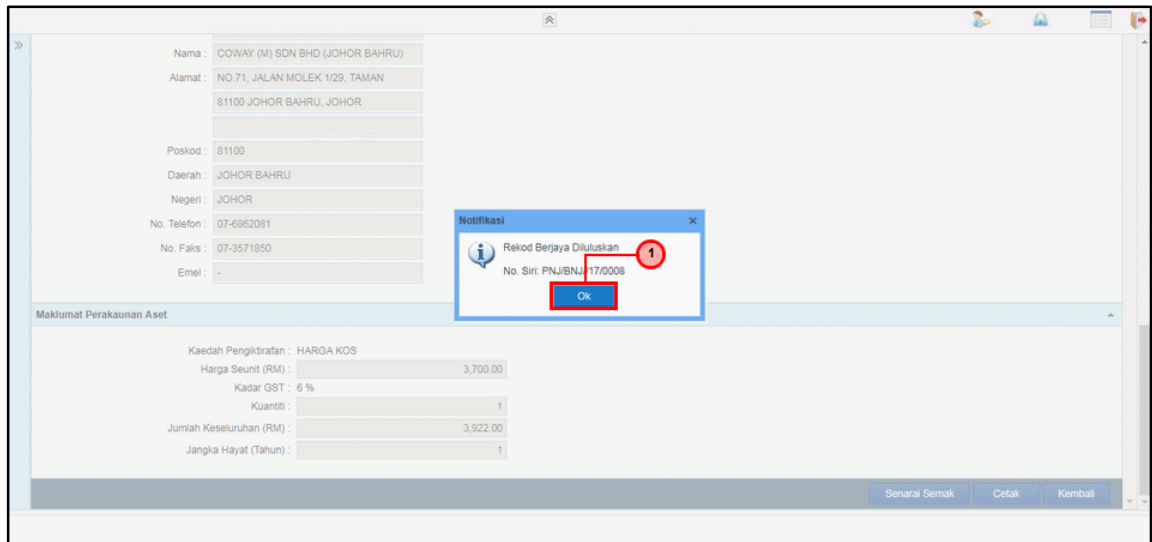 Nama : COWAY (M) SDN BHD (JOHOR BAHRU)
Alamat : NO.71, JALAN MOLEK 1/29, TAMAN
81100 JOHOR BAHRU, JOHOR
Poskod : 81100
Daerah : JOHOR BAHRU
Negeri : JOHOR
No. Telefon : 07-6862081
No. Faks : 07-3571850
Emel : -
Notifikasi ×
Rekod Berjaya Diluluskan
1
No. Siri: /17/0008
Ok
Maklumat Perakaunan Aset
Kaedah Pengiktirafan : HARGA KOS
Harga Seunit (RM) : 3,700.00
Kadar GST : 6 %
Kuantiti : 1
Jumlah Keseluruhan (RM) : 3,922.00
Jangka Hayat (Tahun) : 1
Senarai Semak Cetak Kembali